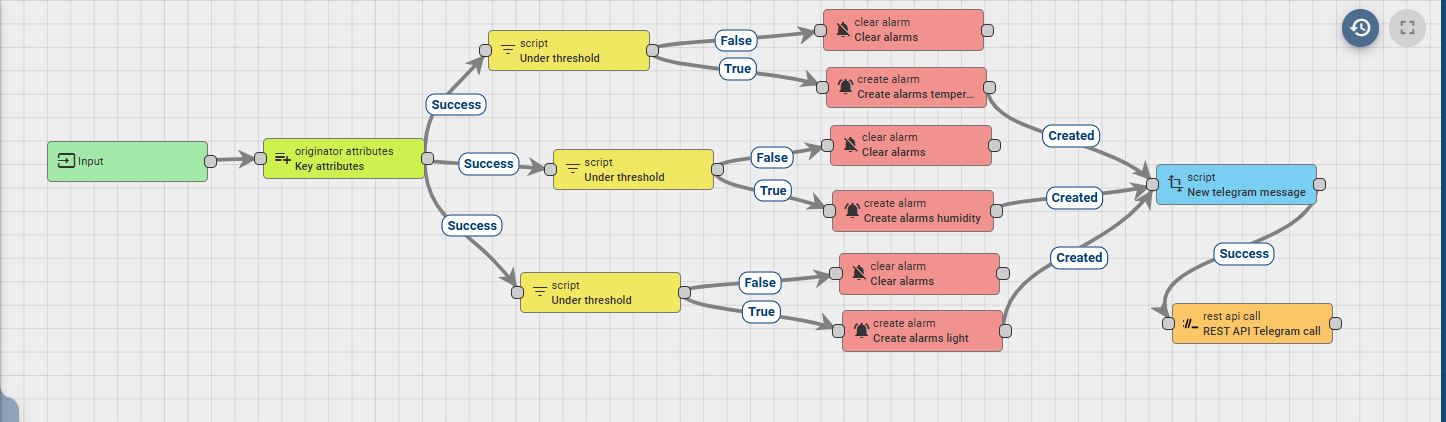 Input
originator attributes
Key attributes
Success
Success
Success
script
Under threshold
script
Under threshold
script
Under threshold
False
True
False
True
False
True
clear alarm
Clear alarms
create alarm
Create alarms temper...
clear alarm
Clear alarms
create alarm
Create alarms humidity
clear alarm
Clear alarms
create alarm
Create alarms light
Created
Created
Created
script
New telegram message
Success
rest api call
REST API Telegram call